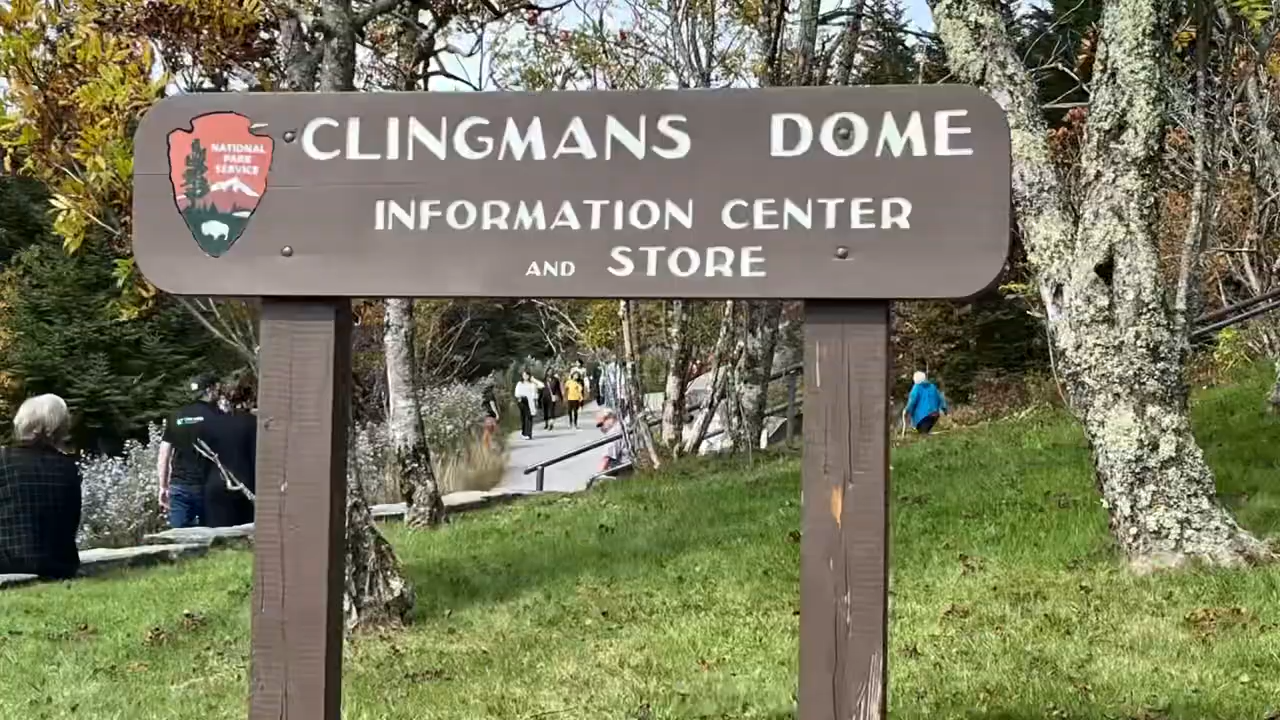 NATIONAL
PARK
SERVICE
CLINGMANS DOME
INFORMATION CENTER
AND STORE